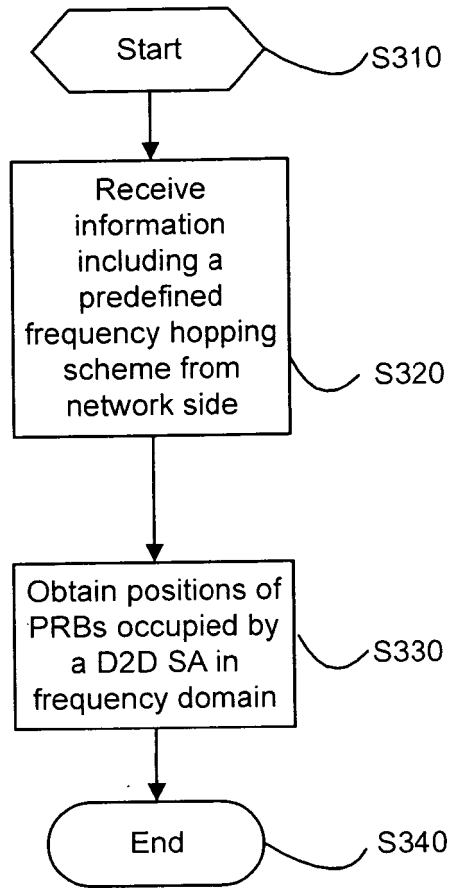 Start
S310
Receive
information
including a
predefined
frequency hopping
scheme from
network side
S320
Obtain positions of
PRBs occupied by
a D2D SA in
frequency domain
S330
End
S340